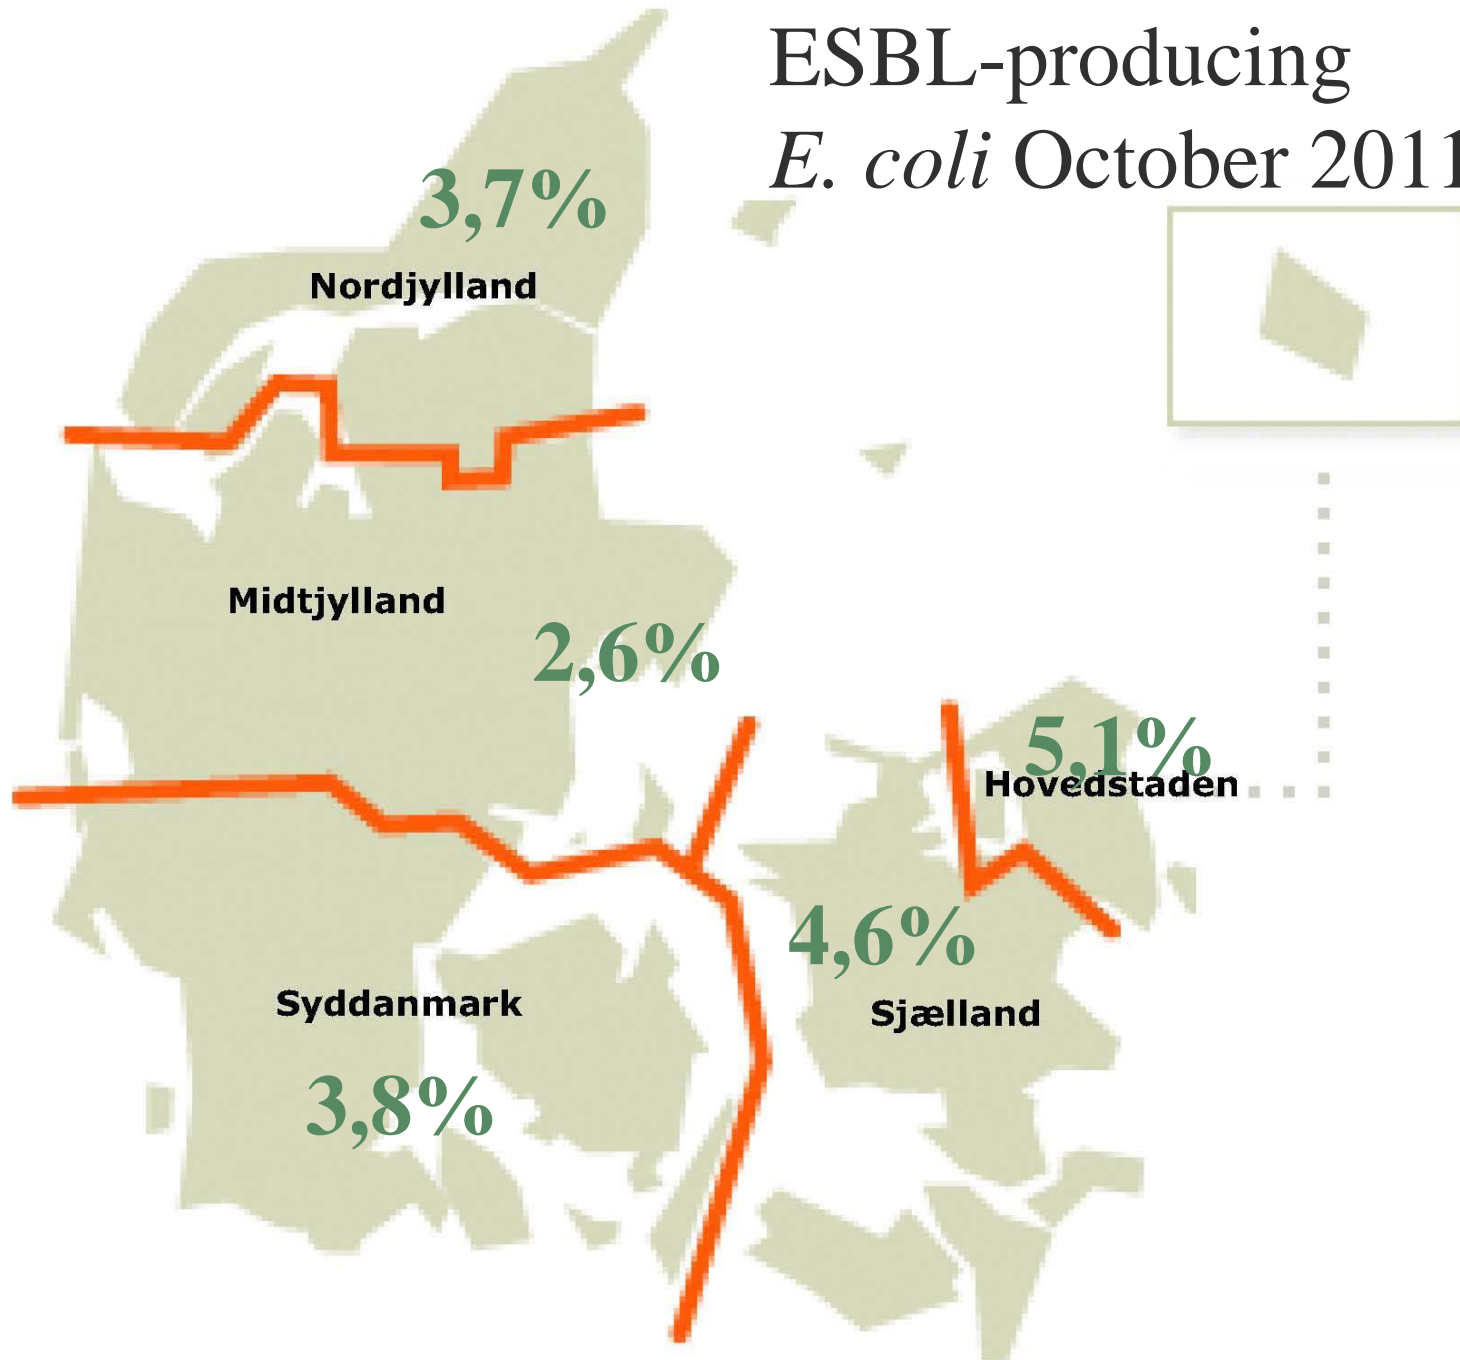 ESBL-producing
E. coli October 2011
3,7%
Nordjylland
Midtjylland
2,6%
5,1%
Hovedstaden
4,6%
Sjælland
Syddanmark
3,8%